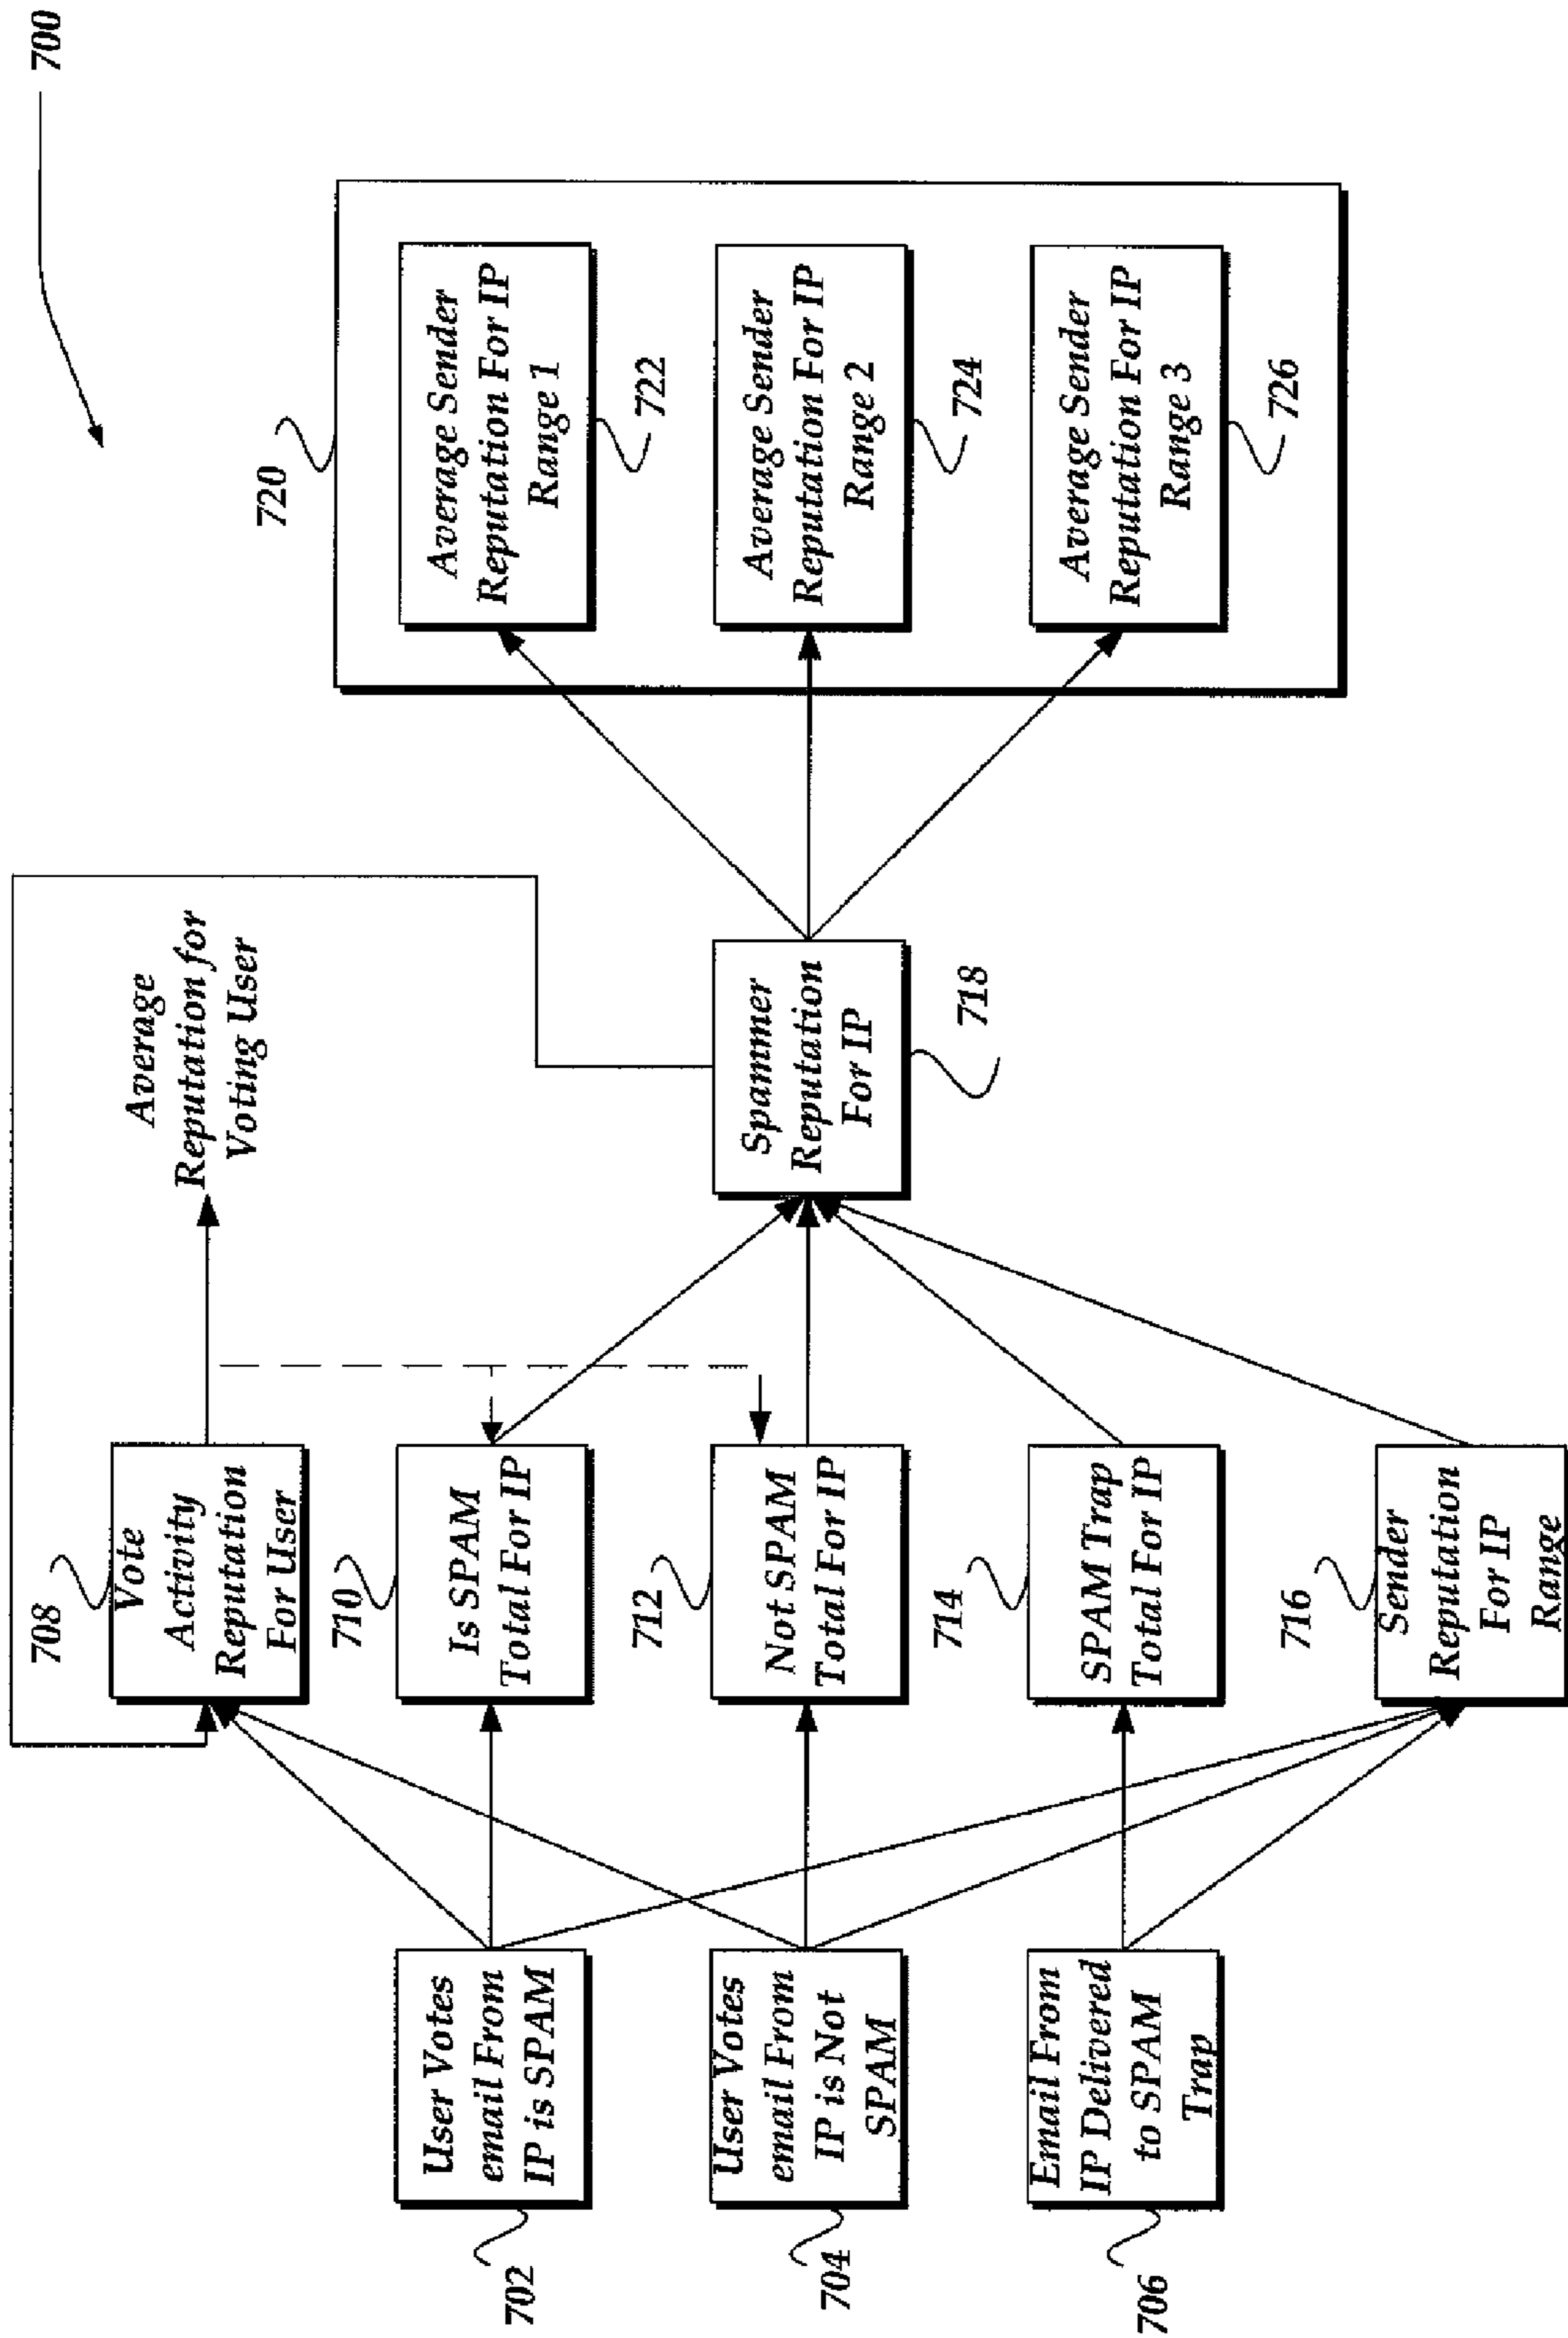 700
702
User Votes
email From
IP is SPAM
704
User Votes
email From
IP is Not
SPAM
706
Email From
IP Delivered
to SPAM
Trap
708
Vote
Activity
Reputation
For User
710
Is SPAM
Total For IP
712
Not SPAM
Total For IP
714
SPAM Trap
Total For IP
716
Sender
Reputation
For IP
Range
Average
Reputation for
Voting User
Spammer
Reputation
For IP
718
720
Average Sender
Reputation For IP
Range 1
722
Average Sender
Reputation For IP
Range 2
724
Average Sender
Reputation For IP
Range 3
726